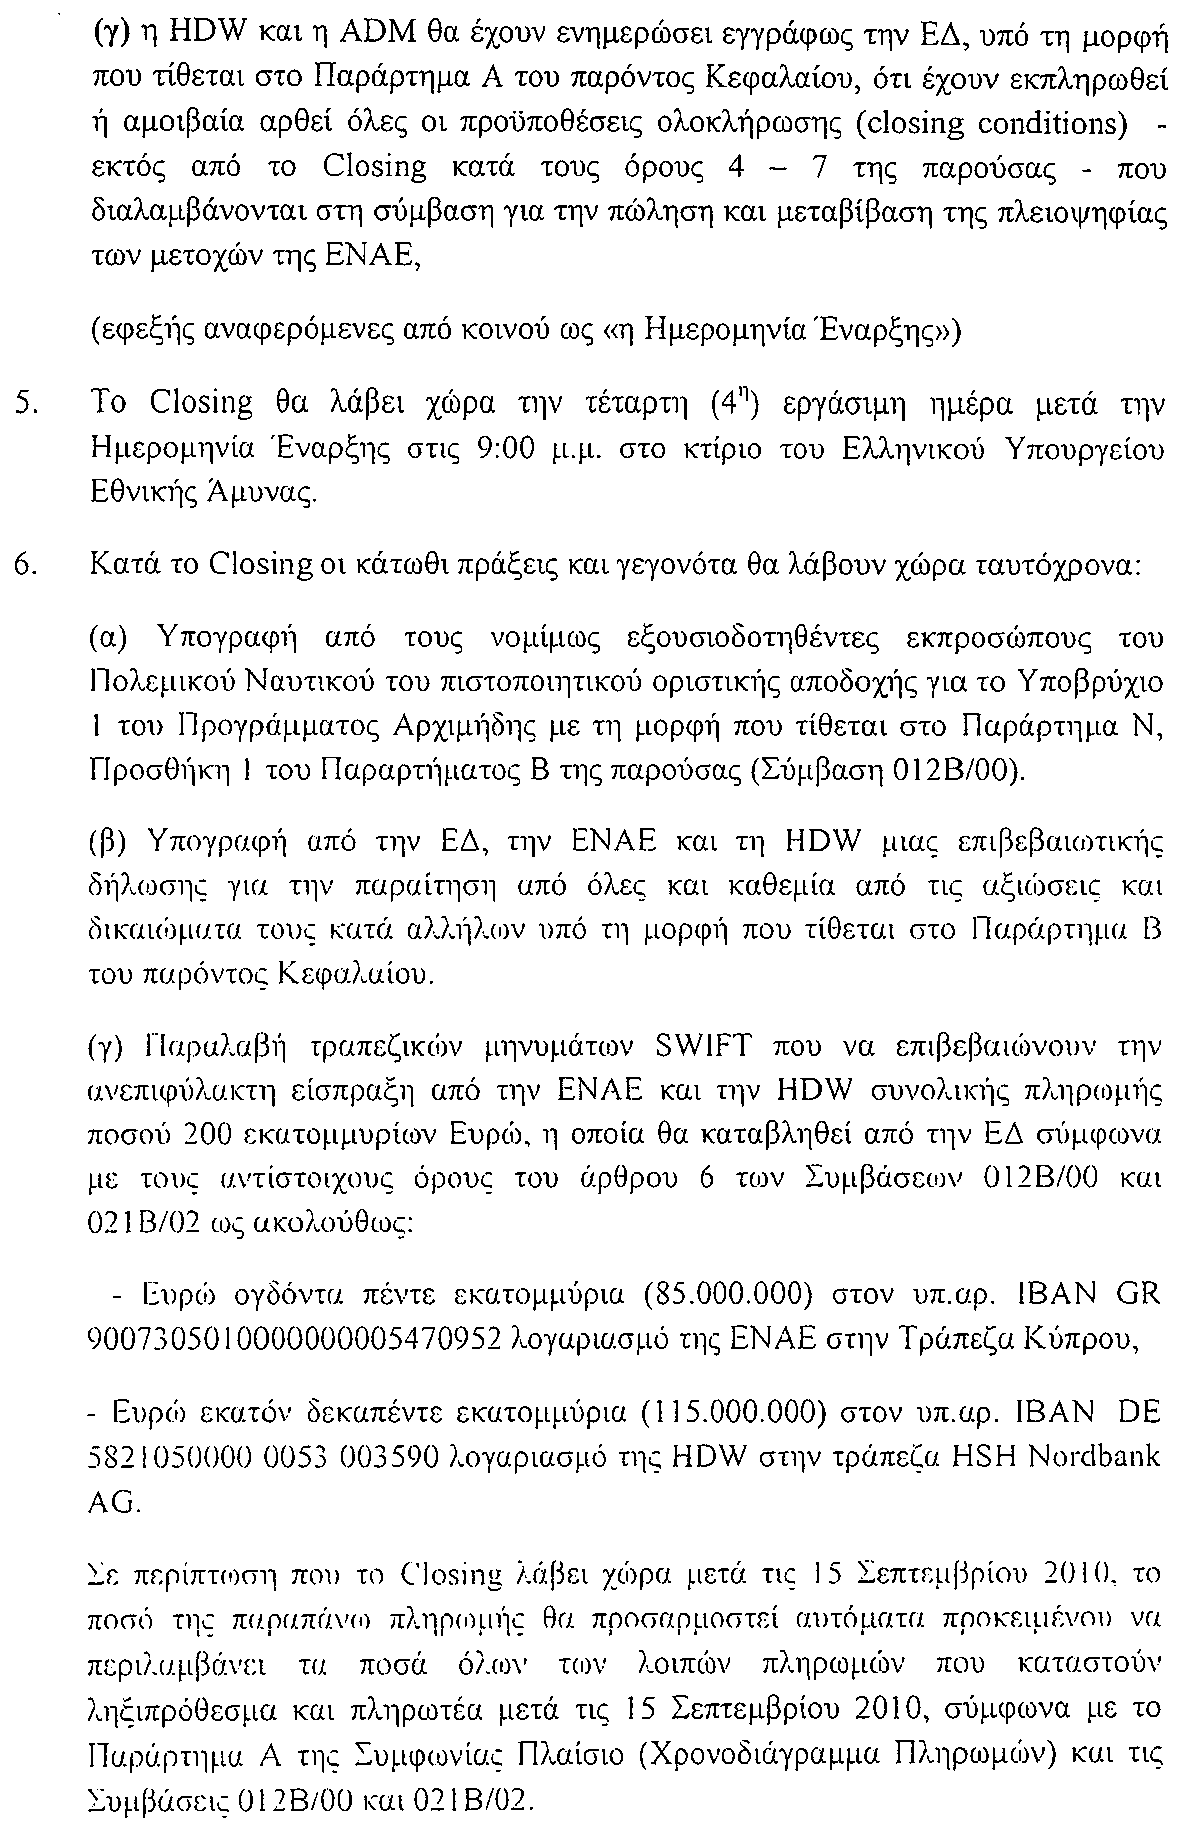 (γ) η HDW και η ADM θα έχουν ενημερώσει εγγράφως την ΕΔ, υπό τη μορφή
που τίθεται στο Παράρτημα Α του παρόντος Κεφαλαίου, ότι έχουν εκπληρωθεί
ή αμοιβαία αρθεί όλες οι προϋποθέσεις ολοκλήρωσης (closing conditions) -
εκτός από το Closing κατά τους όρους 4 – 7 της παρούσας - που
διαλαμβάνονται στη σύμβαση για την πώληση και μεταβίβαση της πλειοψηφίας
των μετοχών της ΕΝΑΕ,
(εφεξής αναφερόμενες από κοινού ως «η Ημερομηνία Έναρξης»)
5. Το Closing θα λάβει χώρα την τέταρτη (4η) εργάσιμη ημέρα μετά την
Ημερομηνία Έναρξης στις 9:00 μ.μ. στο κτίριο του Ελληνικού Υπουργείου
Εθνικής Άμυνας.
6. Κατά το Closing οι κάτωθι πράξεις και γεγονότα θα λάβουν χώρα ταυτόχρονα:
(α) Υπογραφή από τους νομίμως εξουσιοδοτηθέντες εκπροσώπους του
Πολεμικού Ναυτικού του πιστοποιητικού οριστικής αποδοχής για το Υποβρύχιο
1 του Προγράμματος Αρχιμήδης με τη μορφή που τίθεται στο Παράρτημα Ν,
Προσθήκη 1 του Παραρτήματος Β της παρούσας (Σύμβαση 012Β/00).
(β) Υπογραφή από την ΕΔ, την ΕΝΑΕ και τη HDW μιας επιβεβαιωτικής
δήλωσης για την παραίτηση από όλες και καθεμία από τις αξιώσεις και
δικαιώματα τους κατά αλλήλων υπό τη μορφή που τίθεται στο Παράρτημα Β
του παρόντος Κεφαλαίου.
(γ) Παραλαβή τραπεζικών μηνυμάτων SWIFT που να επιβεβαιώνουν την
ανεπιφύλακτη είσπραξη από την ΕΝΑΕ και την HDW συνολικής πληρωμής
ποσού 200 εκατομμυρίων Ευρώ, η οποία θα καταβληθεί από την ΕΔ σύμφωνα
με τους αντίστοιχους όρους του άρθρου 6 των Συμβάσεων 012Β/00 και
021Β/02 ως ακολούθως:
- Ευρώ ογδόντα πέντε εκατομμύρια (85.000.000) στον υπ.αρ. IBAN GR
9007305010000000005470952 λογαριασμό της ΕΝΑΕ στην Τράπεζα Κύπρου,
- Ευρώ εκατόν δεκαπέντε εκατομμύρια (115.000.000) στον υπ.αρ. IBAN DE
5821050000 0053 003590 λογαριασμό της HDW στην τράπεζα HSH Nordbank
AG.
Σε περίπτωση που το Closing λάβει χώρα μετά τις 15 Σεπτεμβρίου 2010, το
ποσό της παραπάνω πληρωμής θα προσαρμοστεί αυτόματα προκειμένου να
περιλαμβάνει τα ποσά όλων των λοιπών πληρωμών που καταστούν
ληξιπρόθεσμα και πληρωτέα μετά τις 15 Σεπτεμβρίου 2010, σύμφωνα με το
Παράρτημα Α της Συμφωνίας Πλαίσιο (Χρονοδιάγραμμα Πληρωμών) και τις
Συμβάσεις 012Β/00 και 021Β/02.